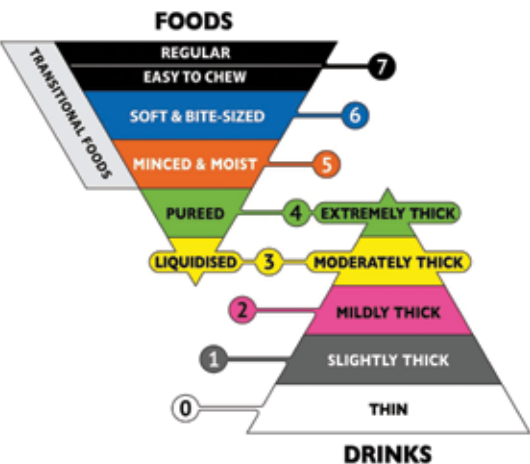 FOODS
REGULAR
7
EASY TO CHEW
TRANSITIONAL FOODS
SOFT & BITE-SIZED
6
MINCED & MOIST
5
PUREED
4
EXTREMELY THICK
LIQUIDISED
3
MODERATELY THICK
2
MILDLY THICK
1
SLIGHTLY THICK
0
THIN
DRINKS